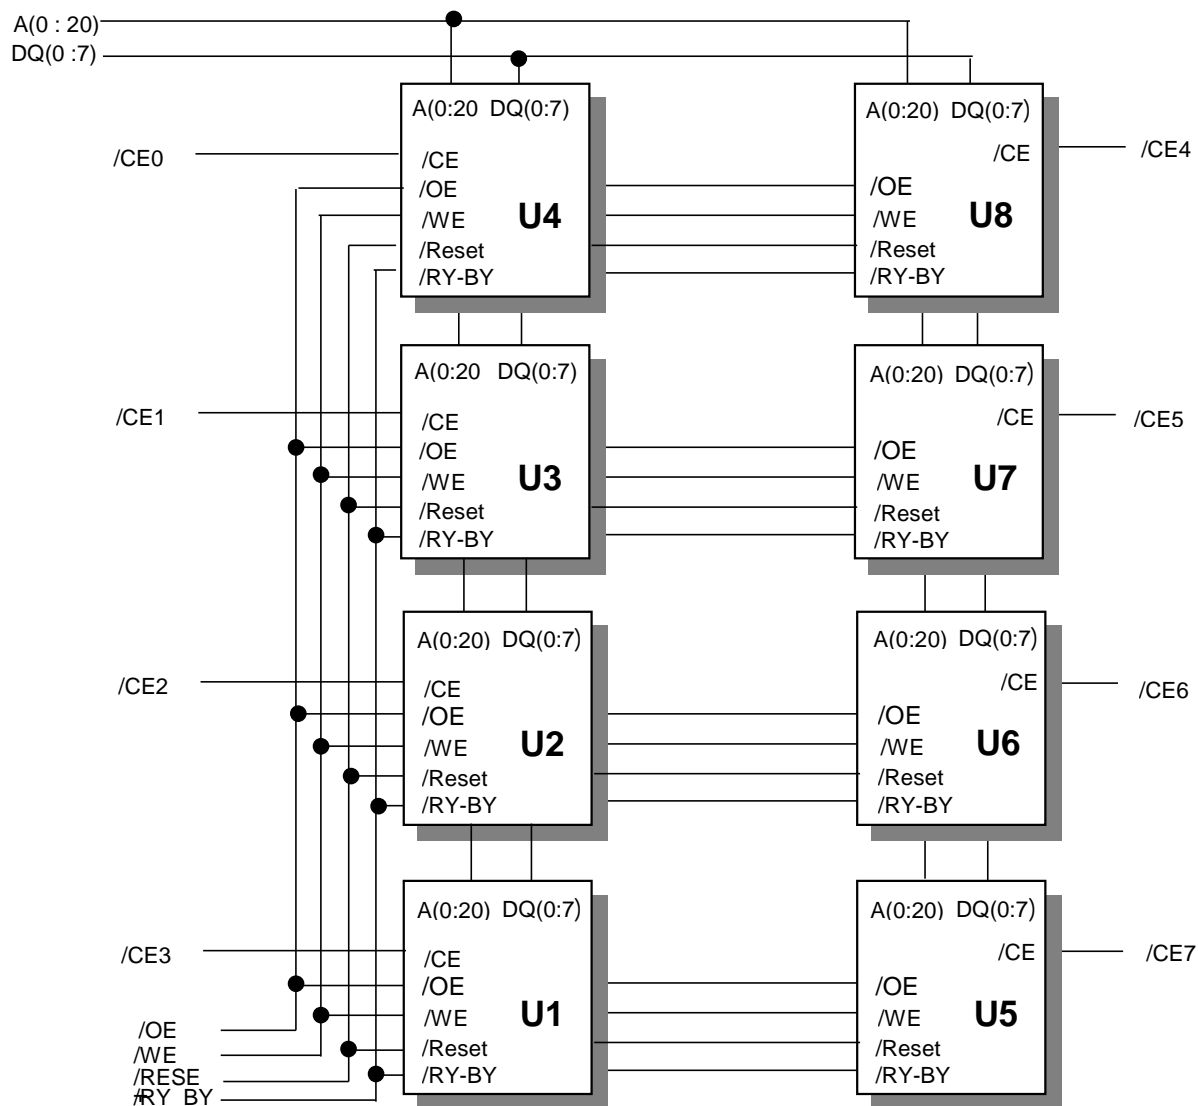 A(0 : 20)
DQ(0 :7)
A(0:20 DQ(0:7)
/CE0
/CE
/OE
/WE
U4
/Reset
/RY-BY
A(0:20) DQ(0:7)
/CE
/CE4
/OE
/WE
U8
/Reset
/RY-BY
A(0:20 DQ(0:7)
/CE1
/CE
/OE
/WE
U3
/Reset
/RY-BY
A(0:20) DQ(0:7)
/CE
/CE5
/OE
/WE
U7
/Reset
/RY-BY
A(0:20) DQ(0:7)
/CE2
/CE
/OE
/WE
U2
/Reset
/RY-BY
A(0:20) DQ(0:7)
/CE
/CE6
/OE
/WE
U6
/Reset
/RY-BY
A(0:20) DQ(0:7)
/CE3
/CE
/OE
/WE
U1
/Reset
/RY-BY
A(0:20) DQ(0:7)
/CE
/CE7
/OE
/WE
U5
/Reset
/RY-BY
/OE
/WE
/RESE
/RY BY